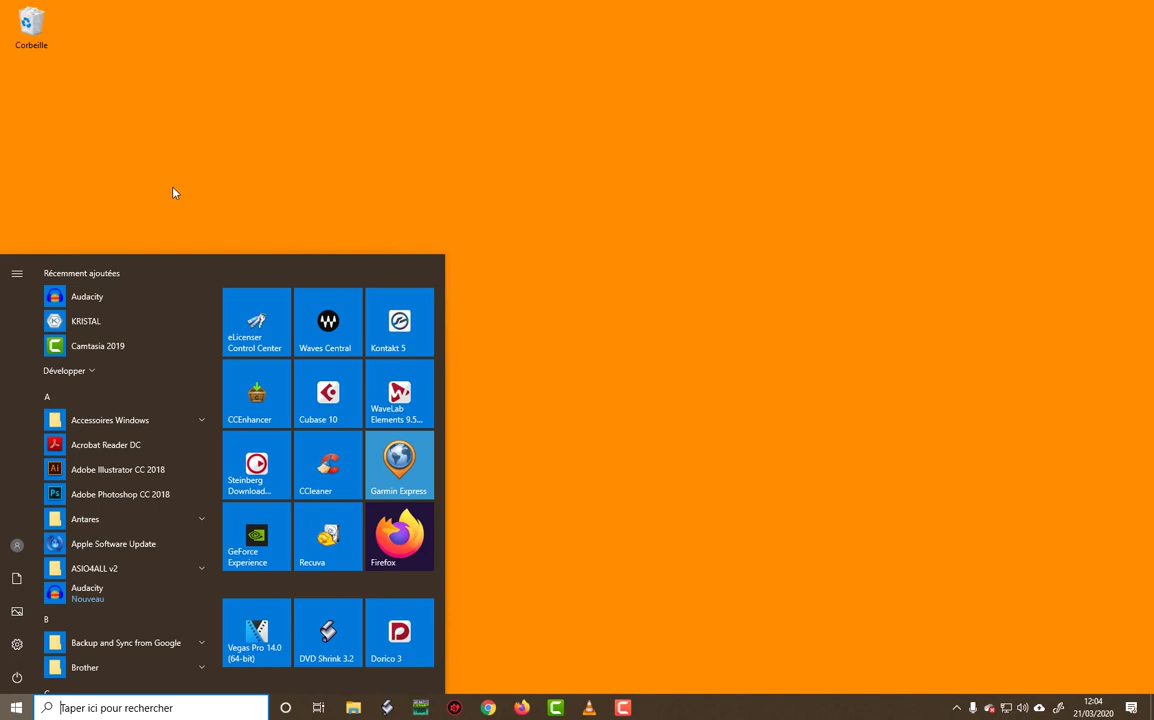 Corbeille
Récemment ajoutées
Audacity
KRISTAL
Camtasia 2019
Développer
A
Accessoires Windows
Acrobat Reader DC
Adobe Illustrator CC 2018
Adobe Photoshop CC 2018
Antares
Apple Software Update
ASIO4ALL v2
Audacity
Nouveau
B
Backup and Sync from Google
Brother
eLicenser
Control Center
Waves Central
Kontakt 5
CCEnhancer
Cubase 10
WaveLab
Elements 9.5...
Steinberg
Download...
CCleaner
Garmin Express
GeForce
Experience
Recuva
Firefox
Vegas Pro 14.0
(64-bit)
DVD Shrink 3.2
Dorico 3
Taper ici pour rechercher
12:04
21/03/2020